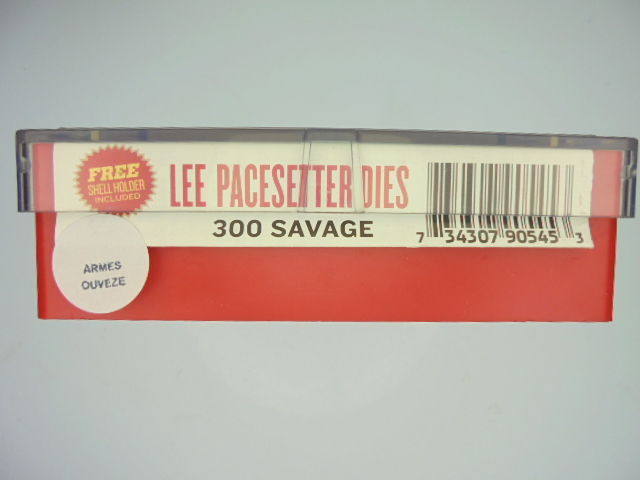 FREE
SHELL HOLDER
INCLUDED
LEE PACESETTER DIES
300 SAVAGE
7 34307 90545 3
ARMES
OUVEZE